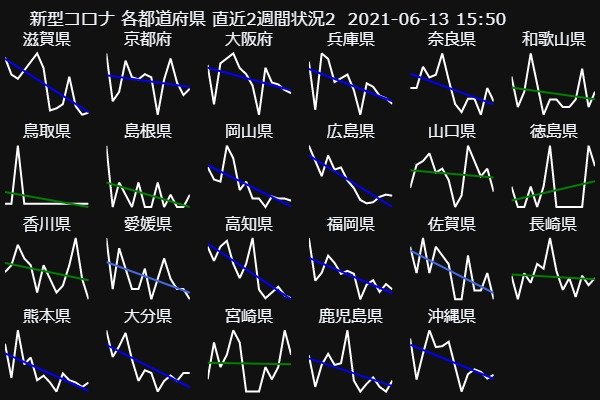 新型コロナ 各都道府県 直近2週間状況2 2021-06-13 15:50
滋賀県 京都府 大阪府 兵庫県 奈良県 和歌山県
鳥取県 島根県 岡山県 広島県 山口県 徳島県
香川県 愛媛県 高知県 福岡県 佐賀県 長崎県
熊本県 大分県 宮崎県 鹿児島県 沖縄県